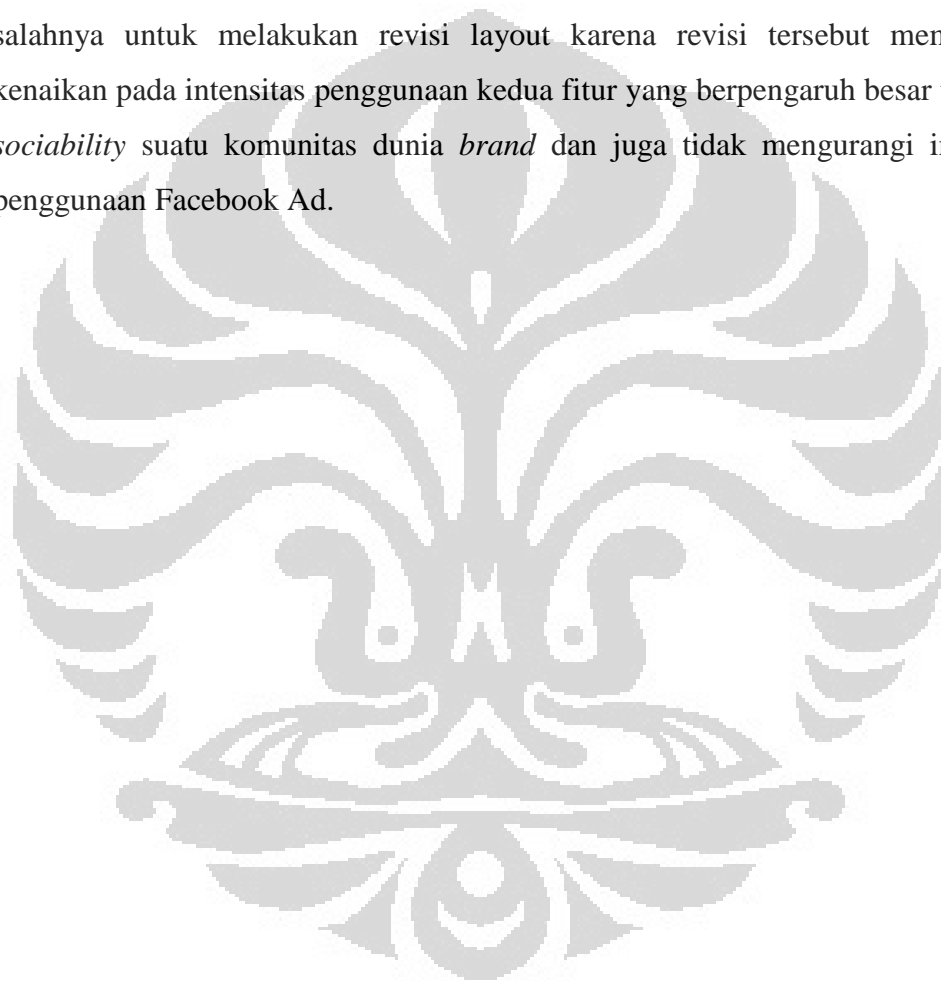 salahnya untuk melakukan revisi layout karena revisi tersebut
kenaikan pada intensitas penggunaan kedua fitur yang berpengaruh besar
sociability suatu komunitas dunia brand dan juga tidak mengurangi
penggunaan Facebook Ad.